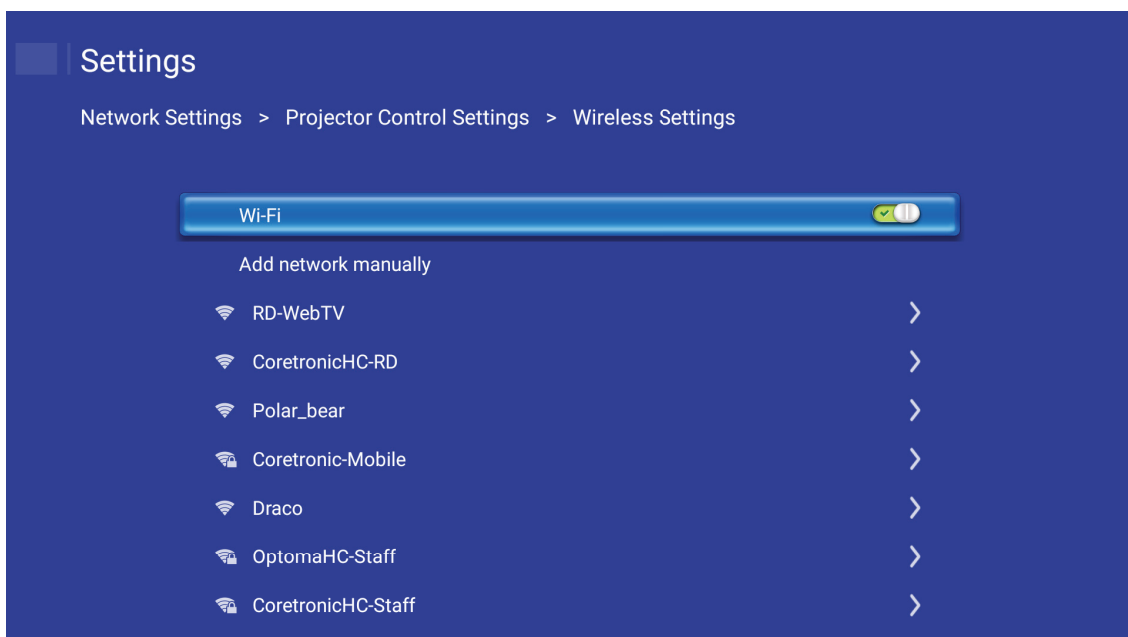 Settings
Network Settings > Projector Control Settings > Wireless Settings
Wi-Fi
Add network manually
RD-WebTV
CoretronicHC-RD
Polar_bear
Coretronic-Mobile
Draco
OptomaHC-Staff
CoretronicHC-Staff